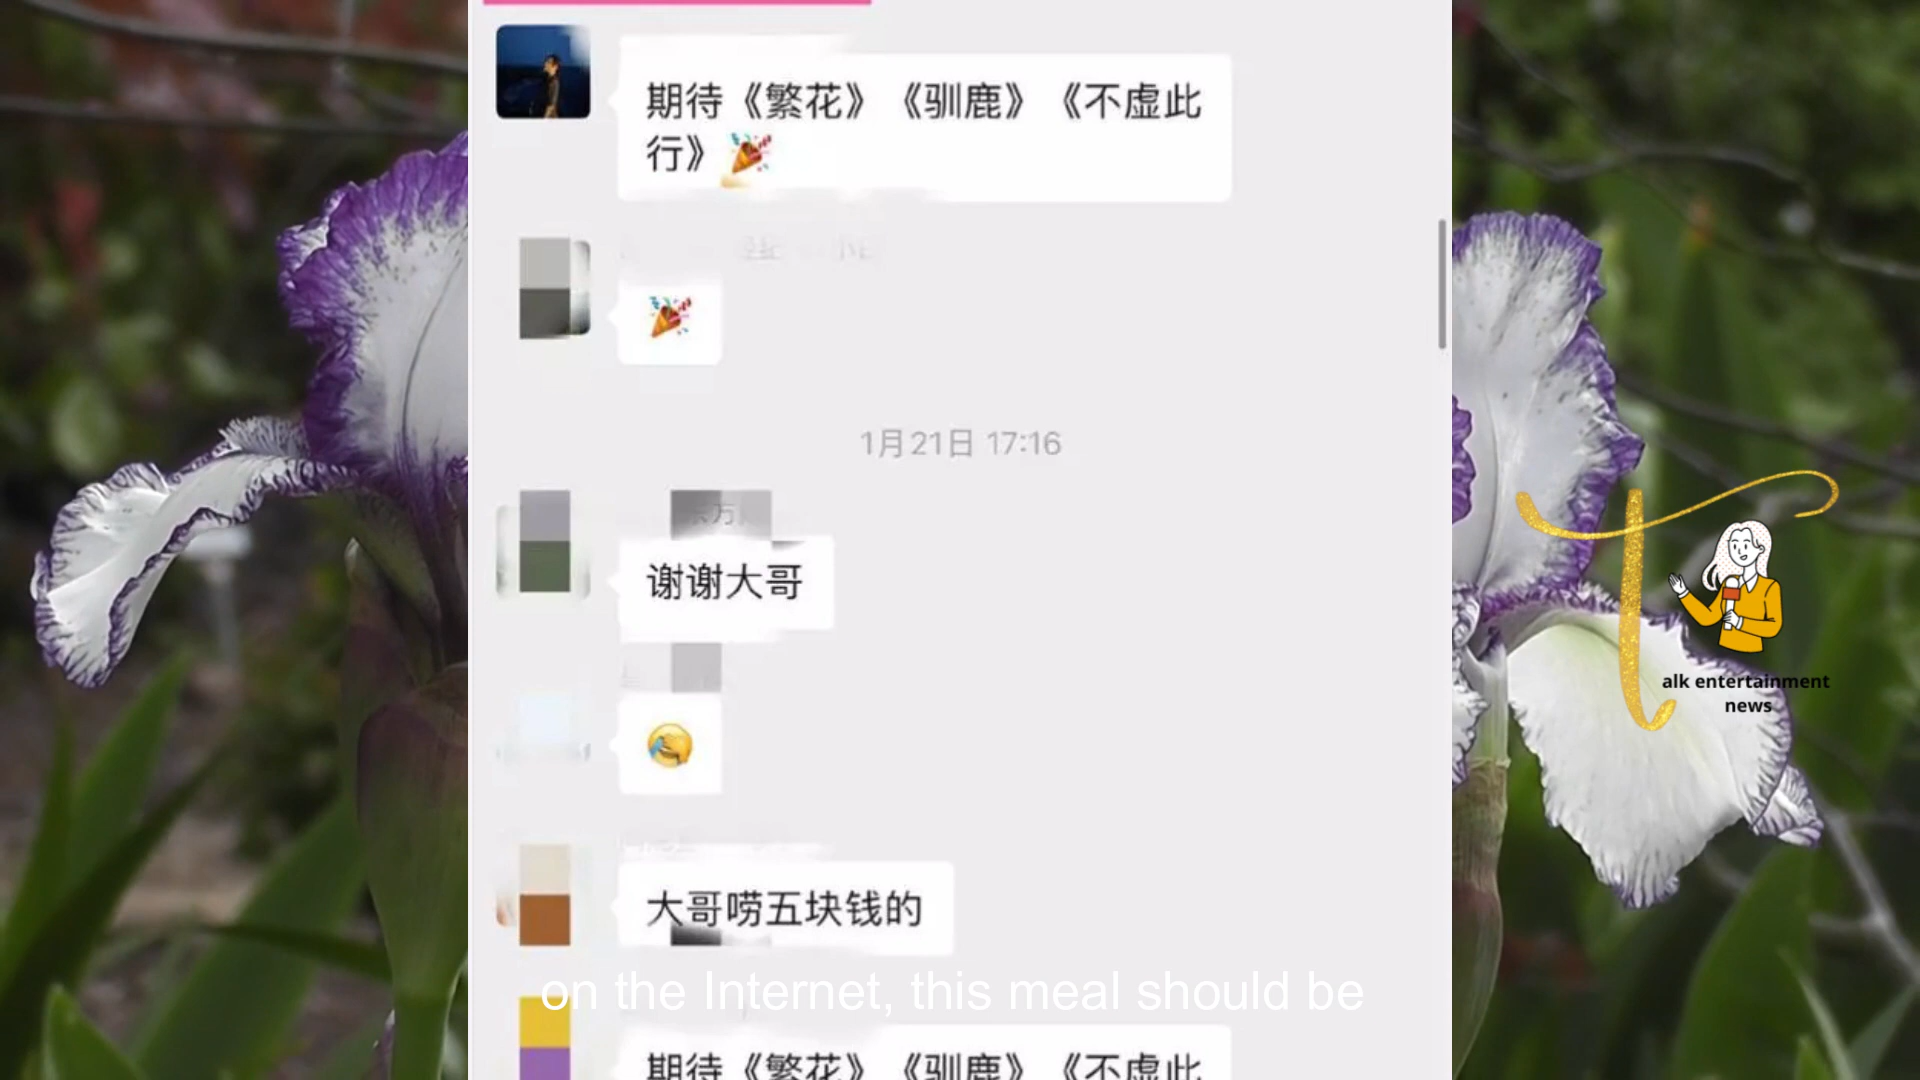 期待《繁花》《驯鹿》《不虚此
行》🎉
🎉
1月21日 17:16
谢谢大哥
😂
大哥唠五块钱的
on the Internet, this meal should be
期待《繁花》《驯鹿》《不虚此
alk entertainment
news